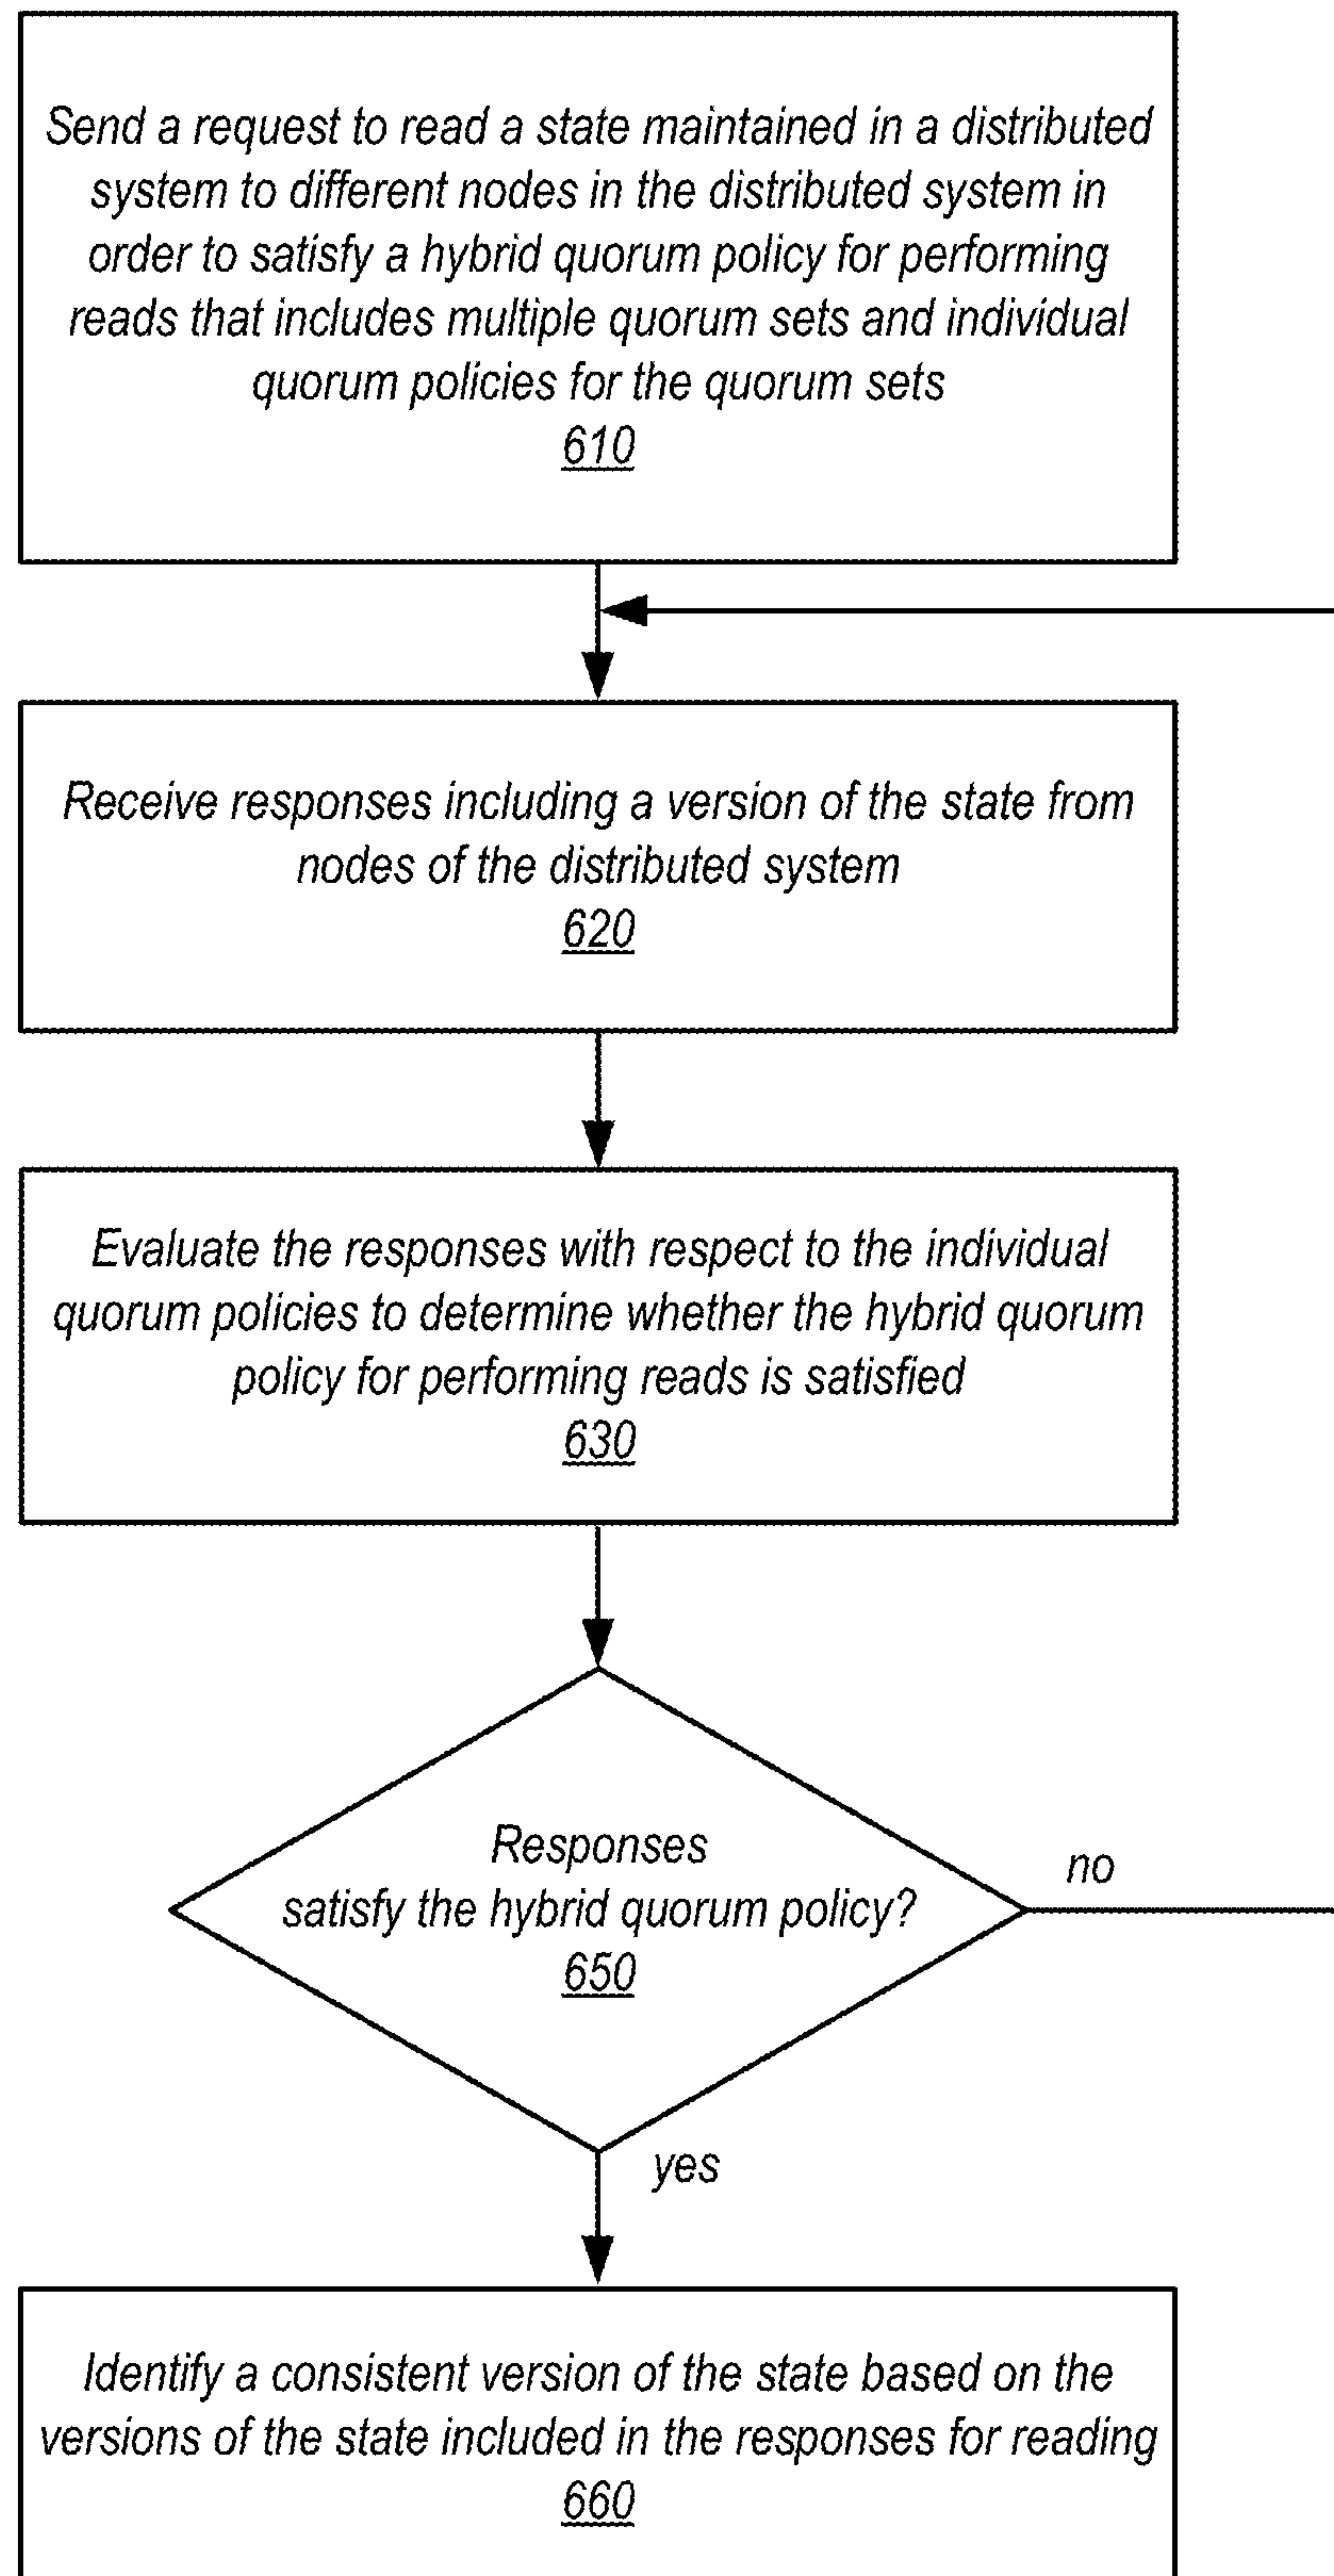 Send a request to read a state maintained in a distributed
system to different nodes in the distributed system in
order to satisfy a hybrid quorum policy for performing
reads that includes multiple quorum sets and individual
quorum policies for the quorum sets
610
Receive responses including a version of the state from
nodes of the distributed system
620
Evaluate the responses with respect to the individual
quorum policies to determine whether the hybrid quorum
policy for performing reads is satisfied
630
Responses
satisfy the hybrid quorum policy?
650
no
yes
Identify a consistent version of the state based on the
versions of the state included in the responses for reading
660